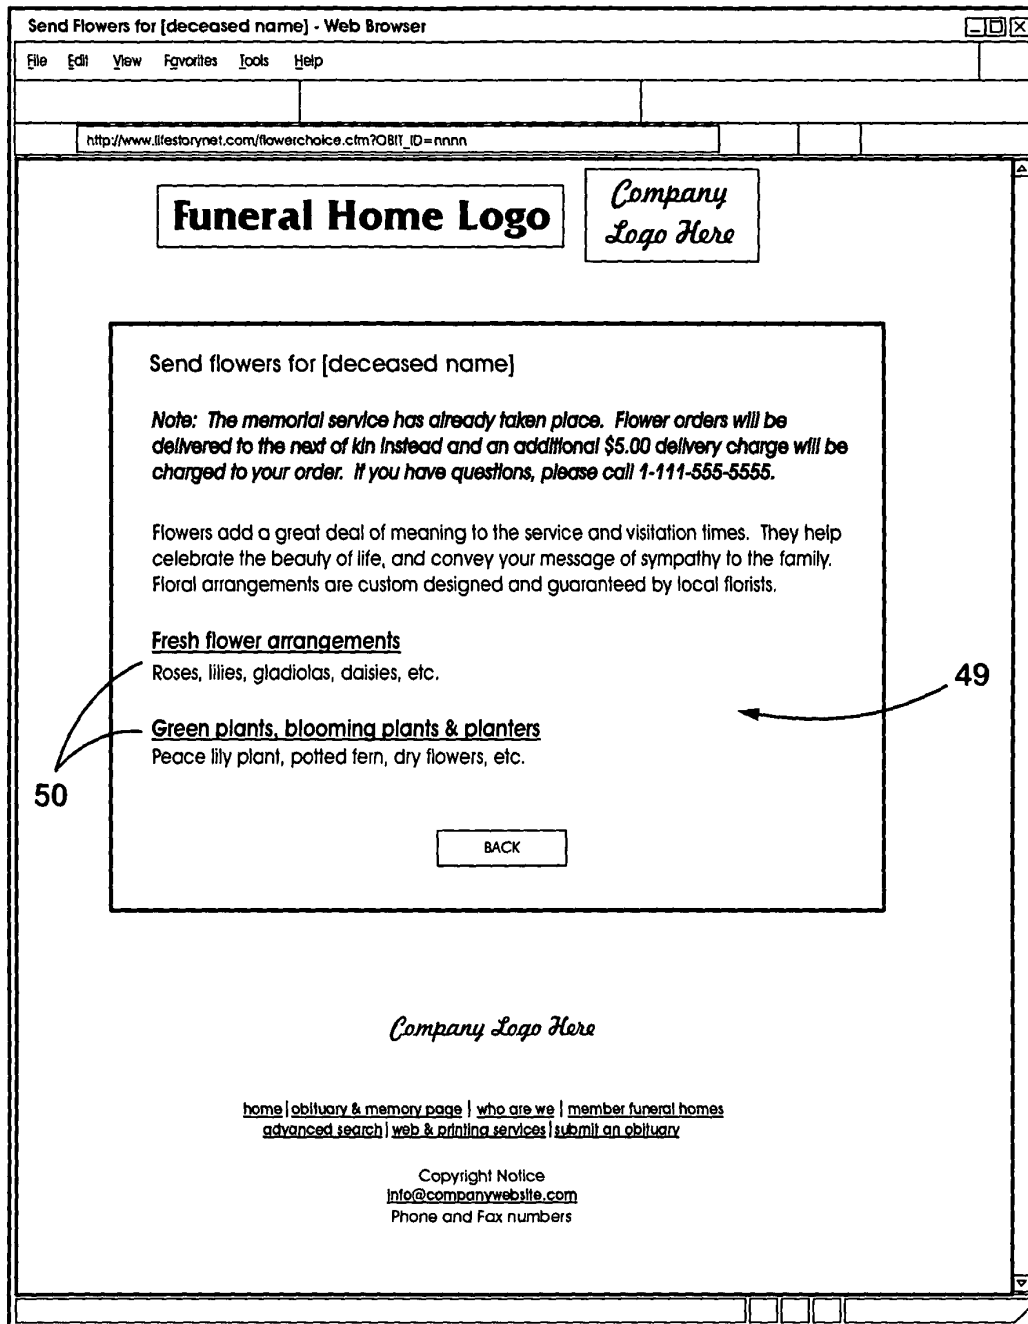 Send Flowers for [deceased name] - Web Browser
File Edit View Favorites Tools Help
http://www.lifestorynet.com/flowerchoice.cfm?OBIT_ID=nnnn
Funeral Home Logo
Company
Logo Here
Send flowers for [deceased name]
Note: The memorial service has already taken place. Flower orders will be
delivered to the next of kin instead and an additional $5.00 delivery charge will be
charged to your order. If you have questions, please call 1-111-555-5555.
Flowers add a great deal of meaning to the service and visitation times. They help
celebrate the beauty of life, and convey your message of sympathy to the family.
Floral arrangements are custom designed and guaranteed by local florists.
Fresh flower arrangements
Roses, lilies, gladiolas, daisies, etc.
49
Green plants, blooming plants & planters
Peace lily plant, potted fern, dry flowers, etc.
50
BACK
Company Logo Here
home | obituary & memory page | who are we | member funeral homes
advanced search | web & printing services | submit an obituary
Copyright Notice
info@companywebsite.com
Phone and Fax numbers